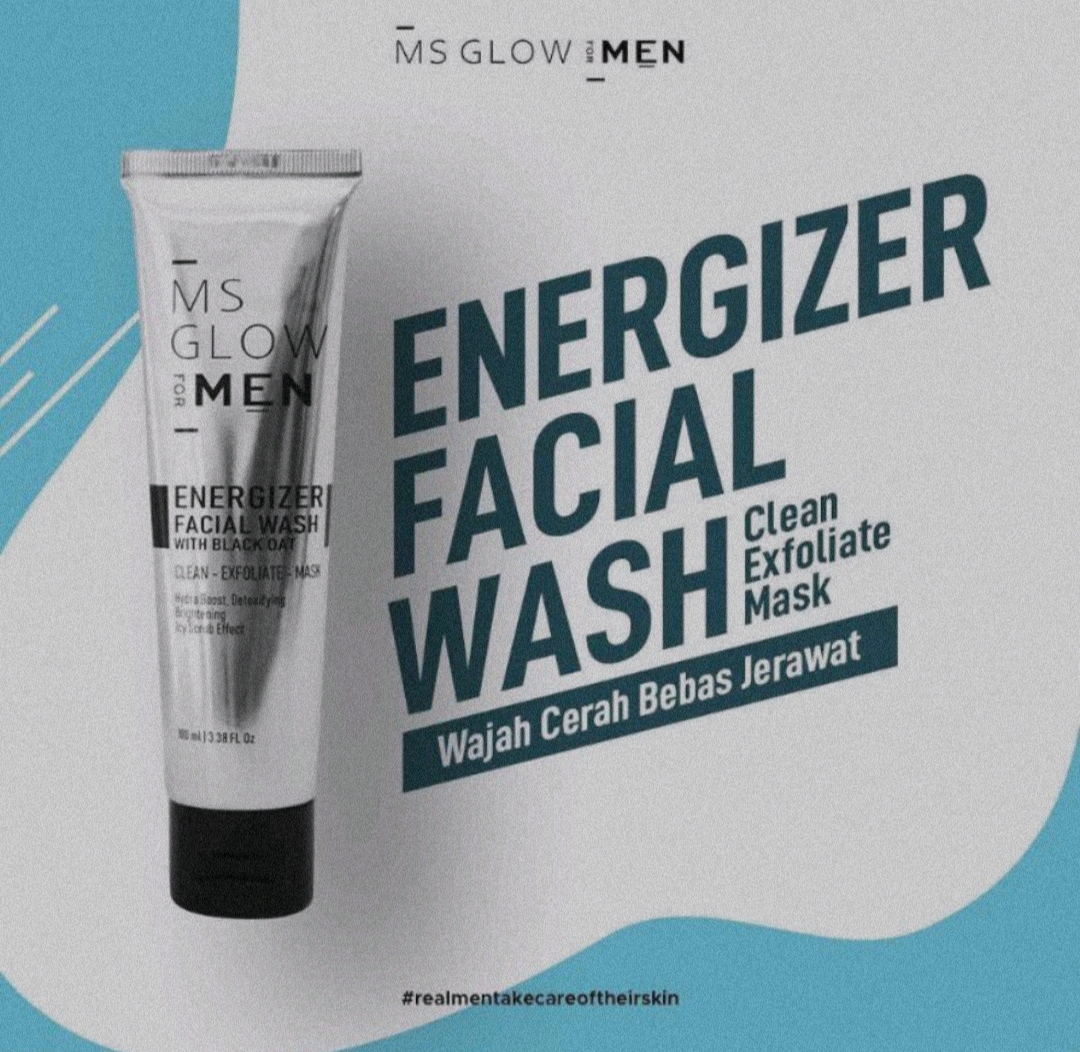 MS GLOW FOR MEN
MS
GLOW
FOR MEN
ENERGIZER
FACIAL WASH
WITH BLACK OAT
CLEAN - EXFOLIATE - MASK
Hydra Boost, Detoxifying
Brightening
Icy Scrub Effect
100 ml | 3.38 FL Oz
ENERGIZER
FACIAL
WASH
Clean
Exfoliate
Mask
Wajah Cerah Bebas Jerawat
#realmentakecareoftheirskin